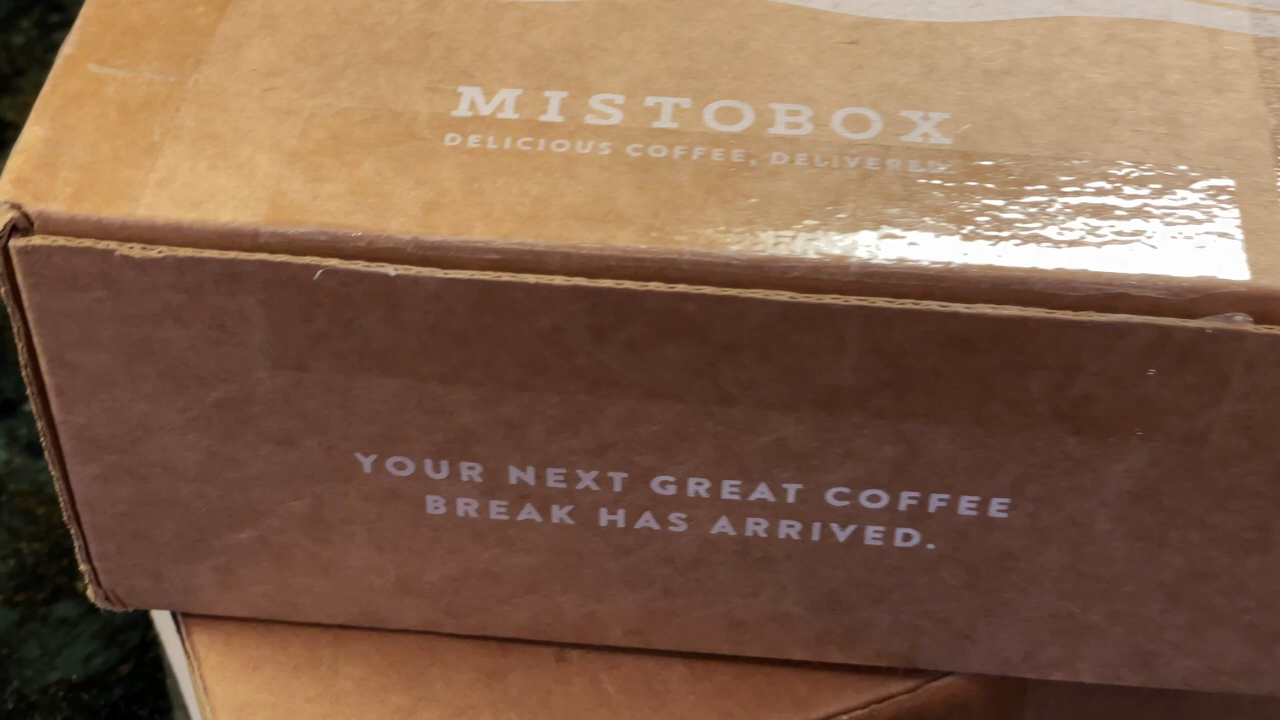 MISTOBOX
DELICIOUS COFFEE, DELIVERED
YOUR NEXT GREAT COFFEE
BREAK HAS ARRIVED.